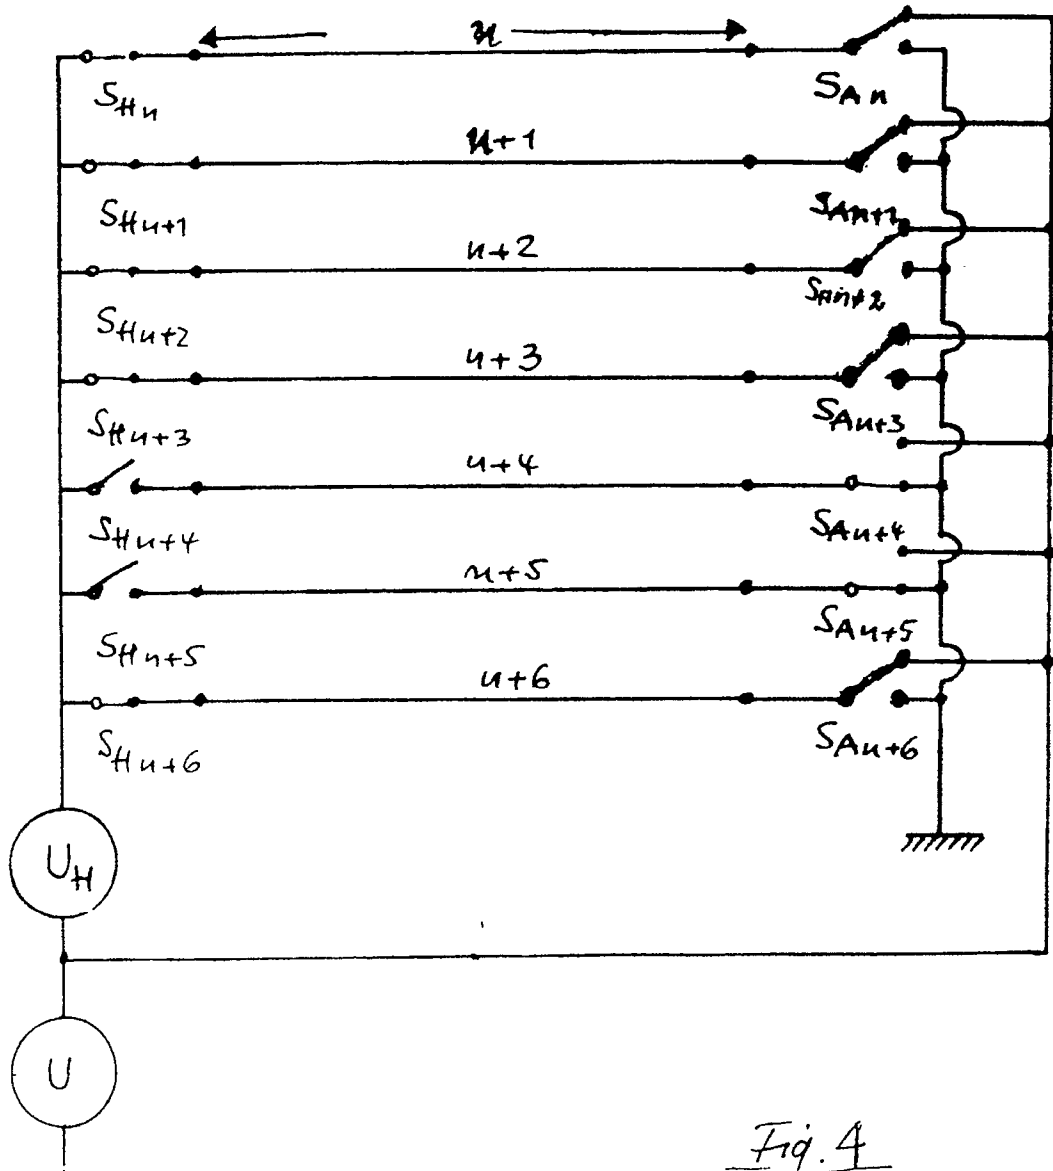 n
S_Hn
S_An
n+1
S_Hn+1
S_An+1
n+2
S_Hn+2
S_An+2
n+3
S_Hn+3
S_An+3
n+4
S_Hn+4
S_An+4
n+5
S_Hn+5
S_An+5
n+6
S_Hn+6
S_An+6
U_H
U
Fig. 4